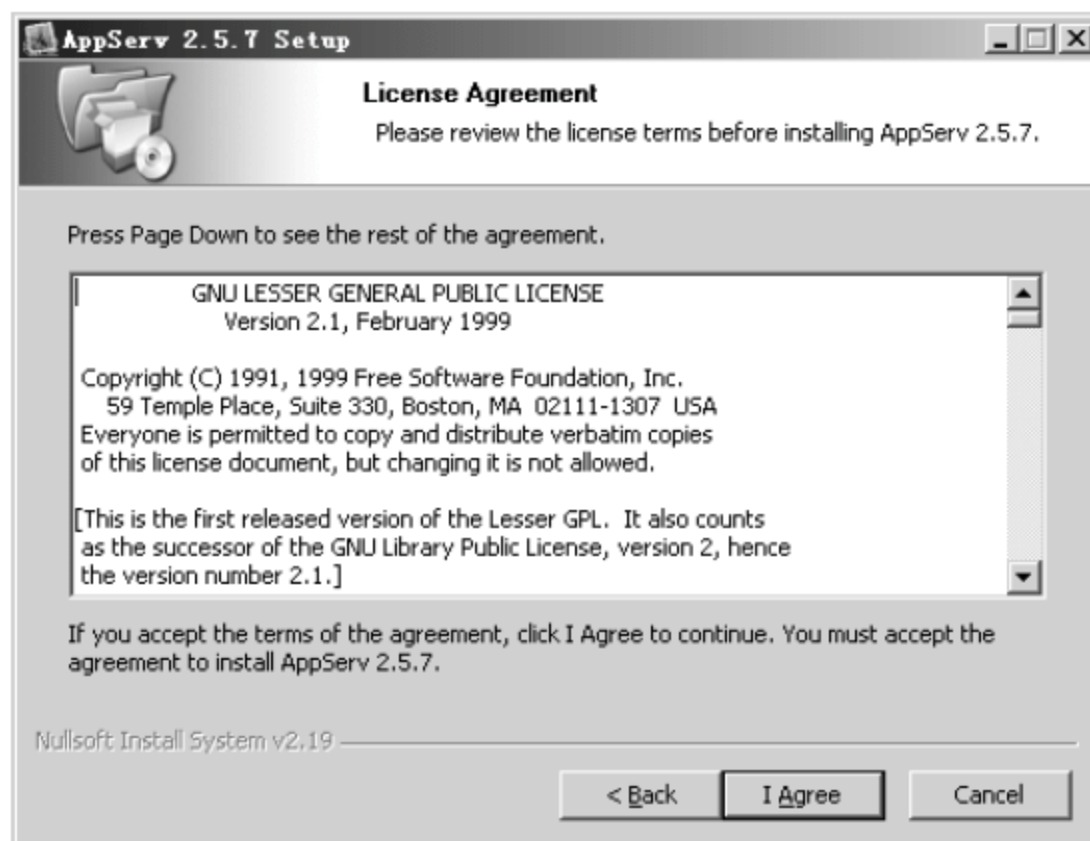 AppServ 2.5.7 Setup
License Agreement
Please review the license terms before installing AppServ 2.5.7.
Press Page Down to see the rest of the agreement.
GNU LESSER GENERAL PUBLIC LICENSE
Version 2.1, February 1999
Copyright (C) 1991, 1999 Free Software Foundation, Inc.
59 Temple Place, Suite 330, Boston, MA  02111-1307  USA
Everyone is permitted to copy and distribute verbatim copies
of this license document, but changing it is not allowed.
[This is the first released version of the Lesser GPL.  It also counts
as the successor of the GNU Library Public License, version 2, hence
the version number 2.1.]
If you accept the terms of the agreement, click I Agree to continue. You must accept the
agreement to install AppServ 2.5.7.
Nullsoft Install System v2.19
< Back
I Agree
Cancel